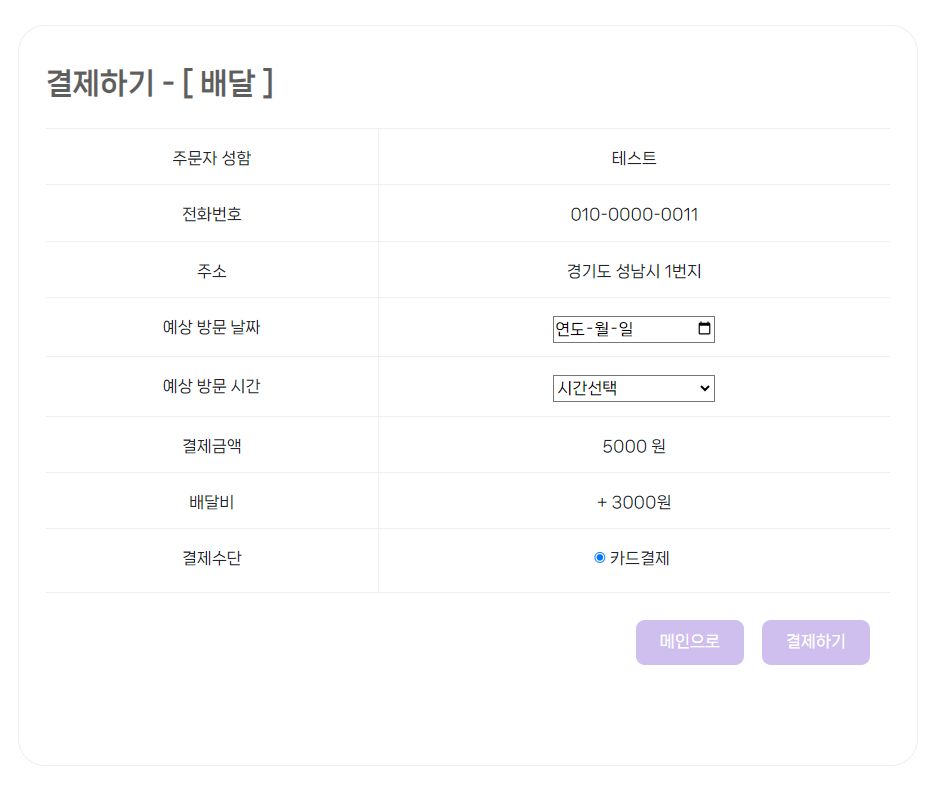 결제하기 - [ 배달 ]
주문자 성함 테스트
전화번호 010-0000-0011
주소 경기도 성남시 1번지
예상 방문 날짜 연도-월-일
예상 방문 시간 시간선택
결제금액 5000 원
배달비 + 3000원
결제수단 카드결제
메인으로 결제하기